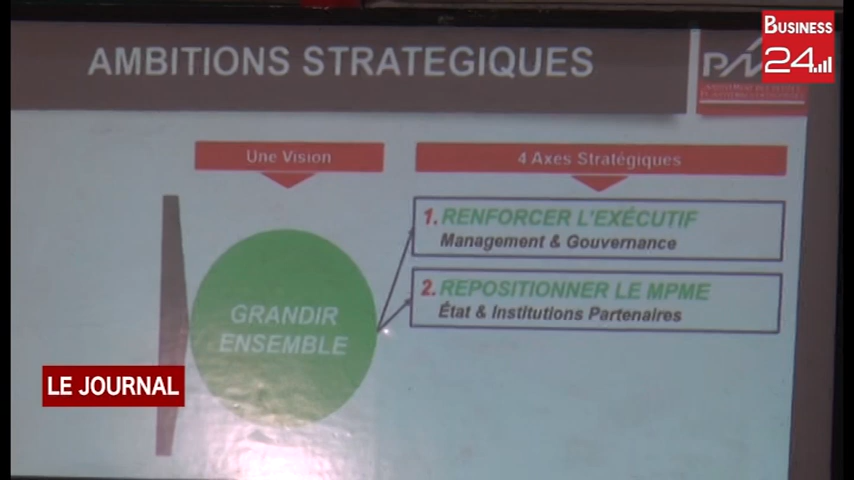 BUSINESS
24
AMBITIONS STRATEGIQUES
Une Vision
4 Axes Stratégiques
1. RENFORCER L'EXÉCUTIF
Management & Gouvernance
2. REPOSITIONNER LE MPME
État & Institutions Partenaires
GRANDIR
ENSEMBLE
LE JOURNAL